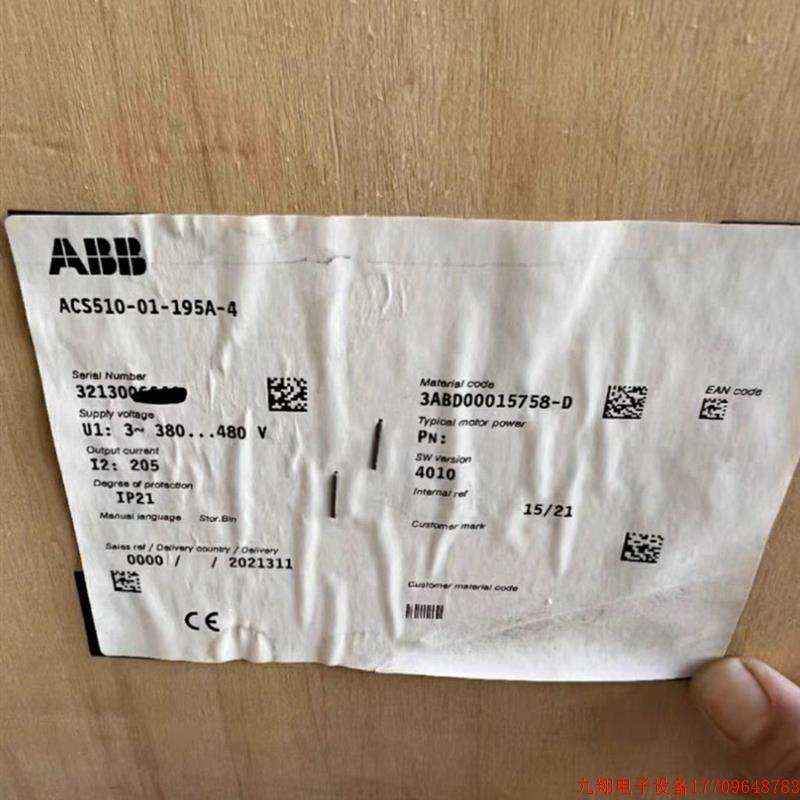 ABB
ACS510-01-195A-4
Serial Number
3213006
Supply voltage
U1: 3~ 380...480 V
Output current
I2: 205
Degree of protection
IP21
Manual language Stor.Bin
Sales ref / Delivery country / Delivery
0000 / / 2021311
CE
Material code
3ABD00015758-D
Typical motor power
PN:
SW version
4010
Internal ref
15/21
Customer mark
Customer material code
EAN code
九翔电子设备17709648783